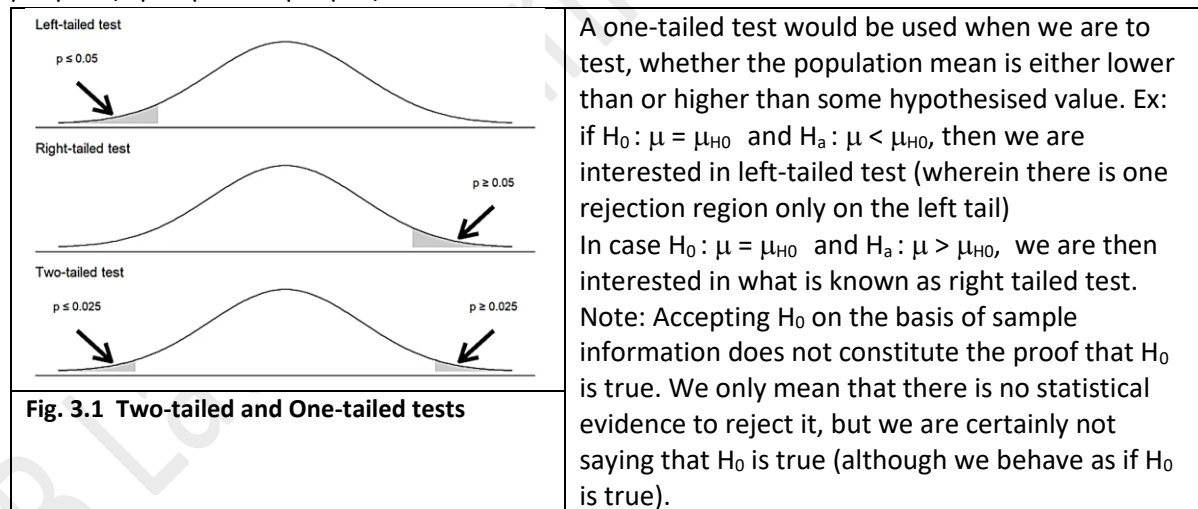 Left-tailed test
p ≤ 0.05
Right-tailed test
p ≥ 0.05
Two-tailed test
p ≤ 0.025
p ≥ 0.025
Fig. 3.1 Two-tailed and One-tailed tests
A one-tailed test would be used when we are to
test, whether the population mean is either lower
than or higher than some hypothesised value. Ex:
if H₀ : μ = μH0 and Hₐ : μ < μH0, then we are
interested in left-tailed test (wherein there is one
rejection region only on the left tail)
In case H₀ : μ = μH0 and Hₐ : μ > μH0, we are then
interested in what is known as right tailed test.
Note: Accepting H₀ on the basis of sample
information does not constitute the proof that H₀
is true. We only mean that there is no statistical
evidence to reject it, but we are certainly not
saying that H₀ is true (although we behave as if H₀
is true).